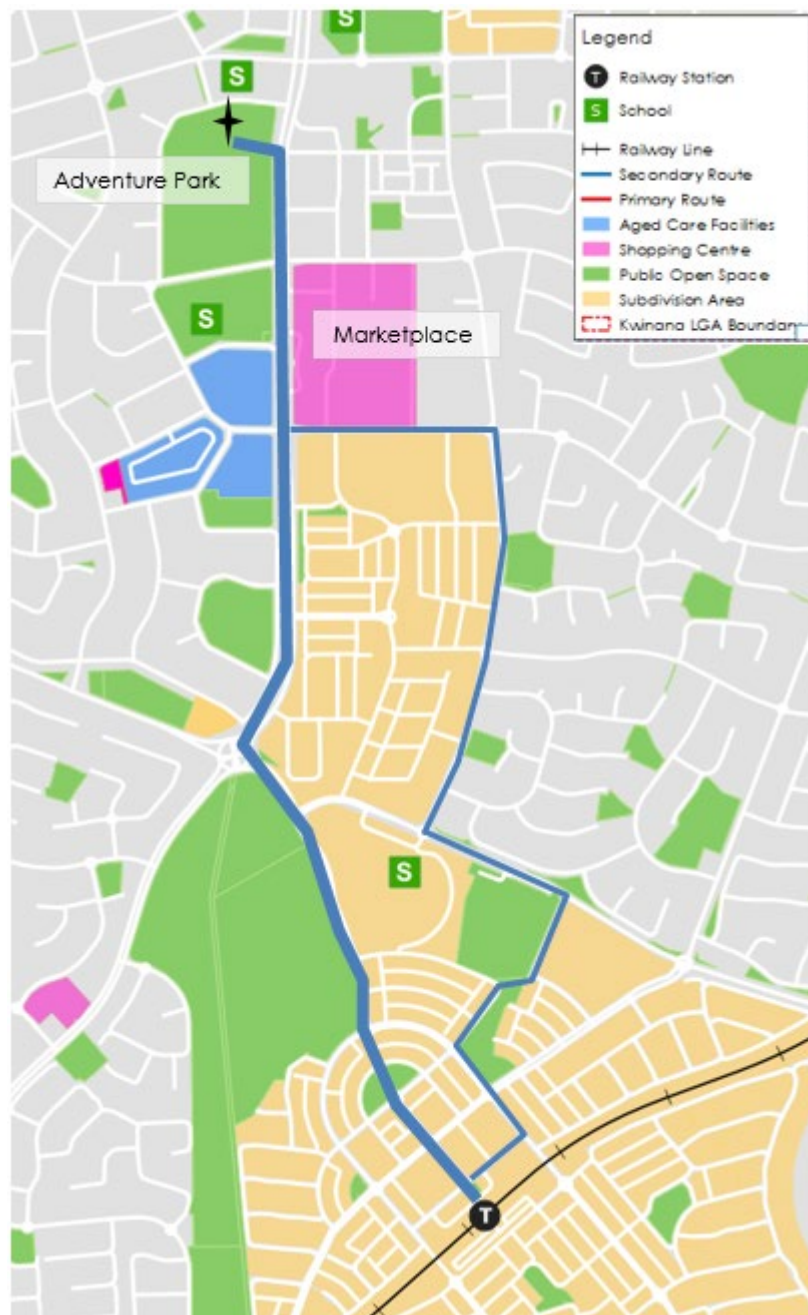 S
Legend
T Railway Station
S School
Railway Line
Secondary Route
Primary Route
Aged Care Facilities
Shopping Centre
Public Open Space
Subdivision Area
Kwinana LGA Boundary
S
Adventure Park
S
Marketplace
S
T